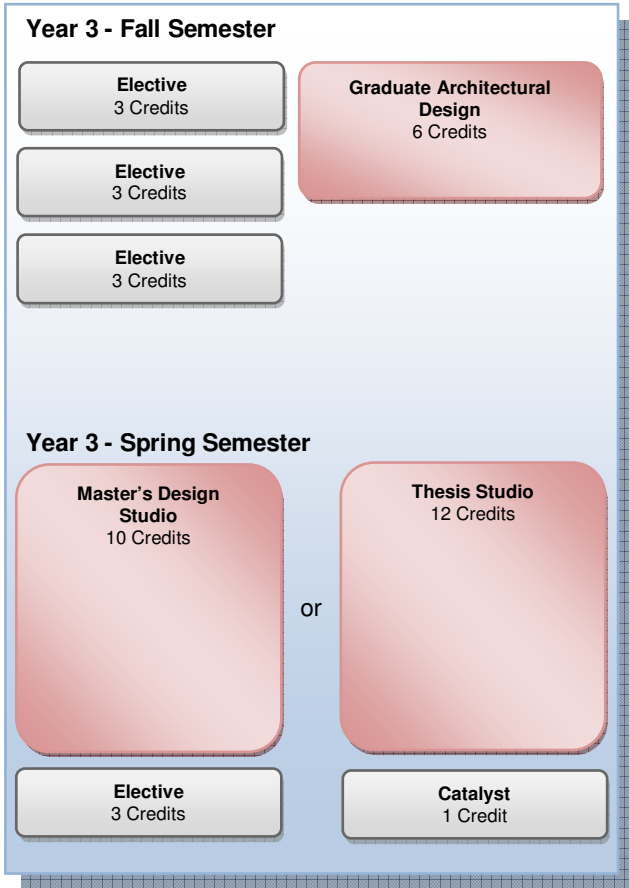 Year 3 - Fall Semester
Elective
3 Credits
Graduate Architectural
Design
6 Credits
Elective
3 Credits
Elective
3 Credits
Year 3 - Spring Semester
Master's Design
Studio
10 Credits
or
Thesis Studio
12 Credits
Elective
3 Credits
Catalyst
1 Credit